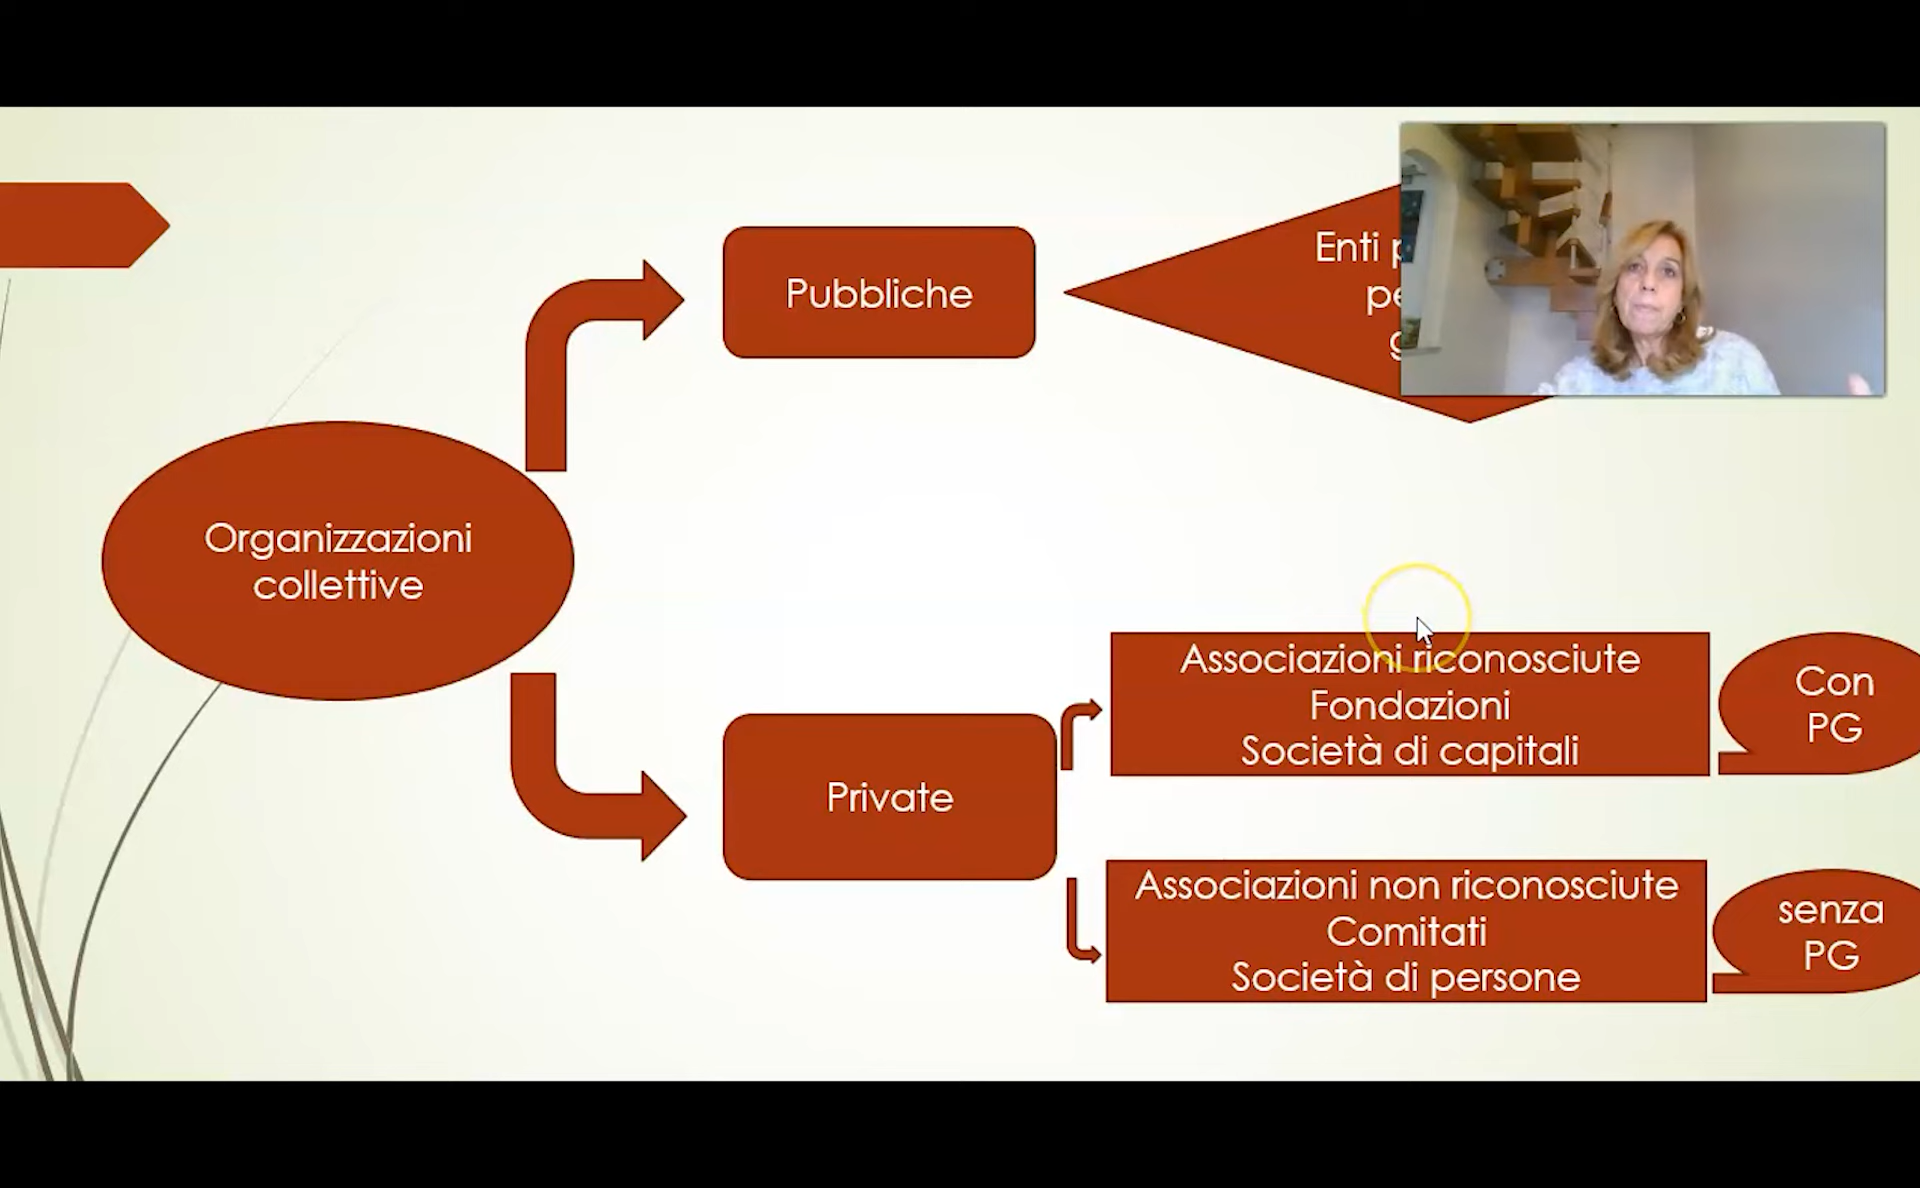 Pubbliche
Enti
Organizzazioni
collettive
Private
Associazioni riconosciute
Fondazioni
Società di capitali
Con
PG
Associazioni non riconosciute
Comitati
Società di persone
senza
PG